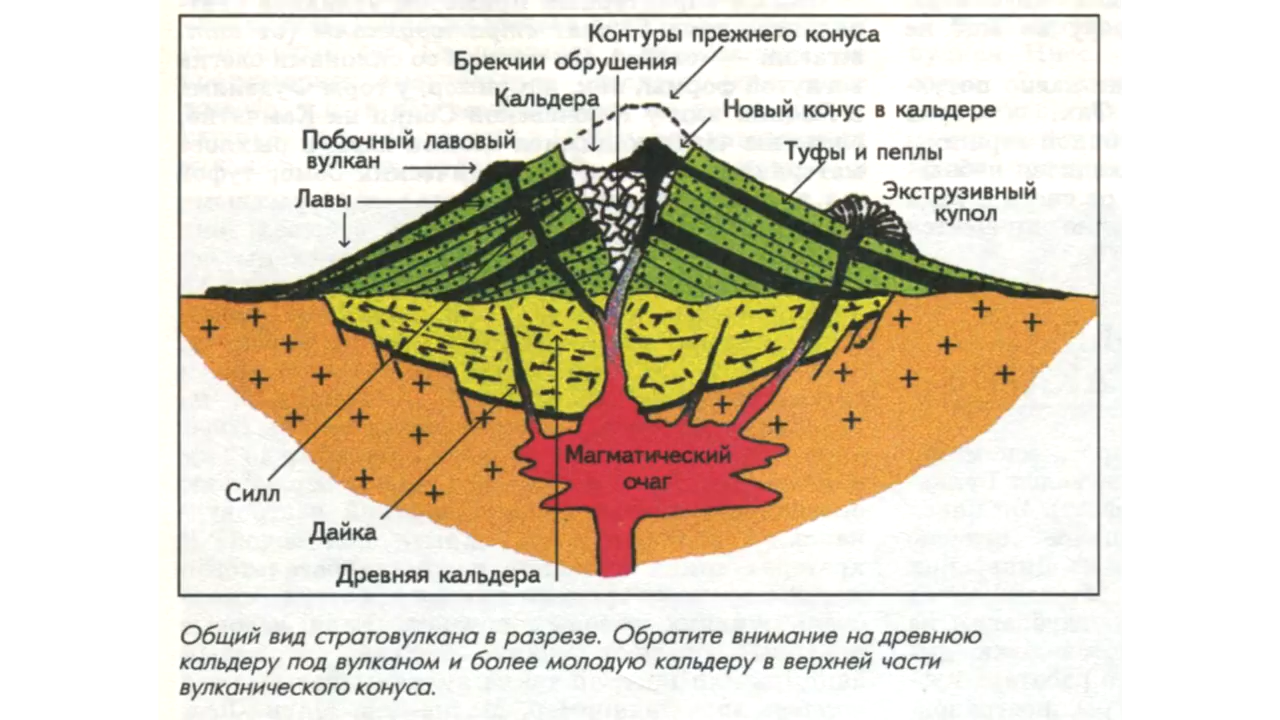 Контуры прежнего конуса
Брекчии обрушения
Кальдера
Новый конус в кальдере
Побочный лавовый
вулкан
Туфы и пеплы
Лавы
Экструзивный
купол
Магматический
очаг
Силл
Дайка
Древняя кальдера
Общий вид стратовулкана в разрезе. Обратите внимание на древнюю
кальдеру под вулканом и более молодую кальдеру в верхней части
вулканического конуса.